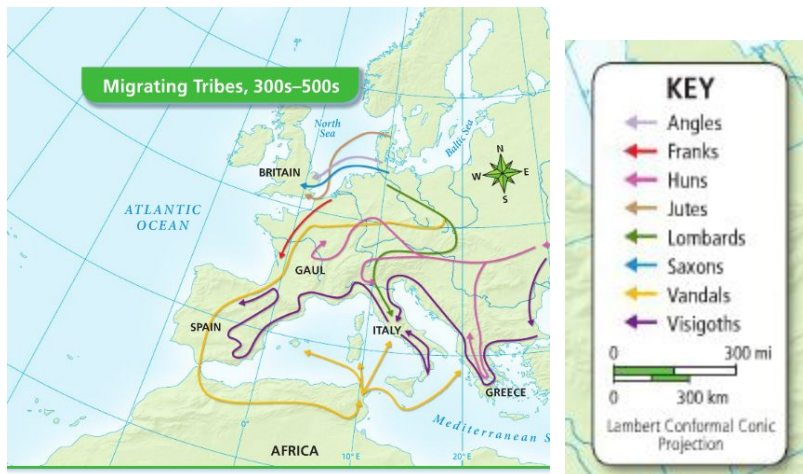 Migrating Tribes, 300s–500s
North
Sea
Baltic Sea
N
W
E
S
BRITAIN
ATLANTIC
OCEAN
GAUL
SPAIN
ITALY
GREECE
Mediterranean S
AFRICA
0°
10°E
20°E
KEY
Angles
Franks
Huns
Jutes
Lombards
Saxons
Vandals
Visigoths
0 300 mi
0 300 km
Lambert Conformal Conic
Projection